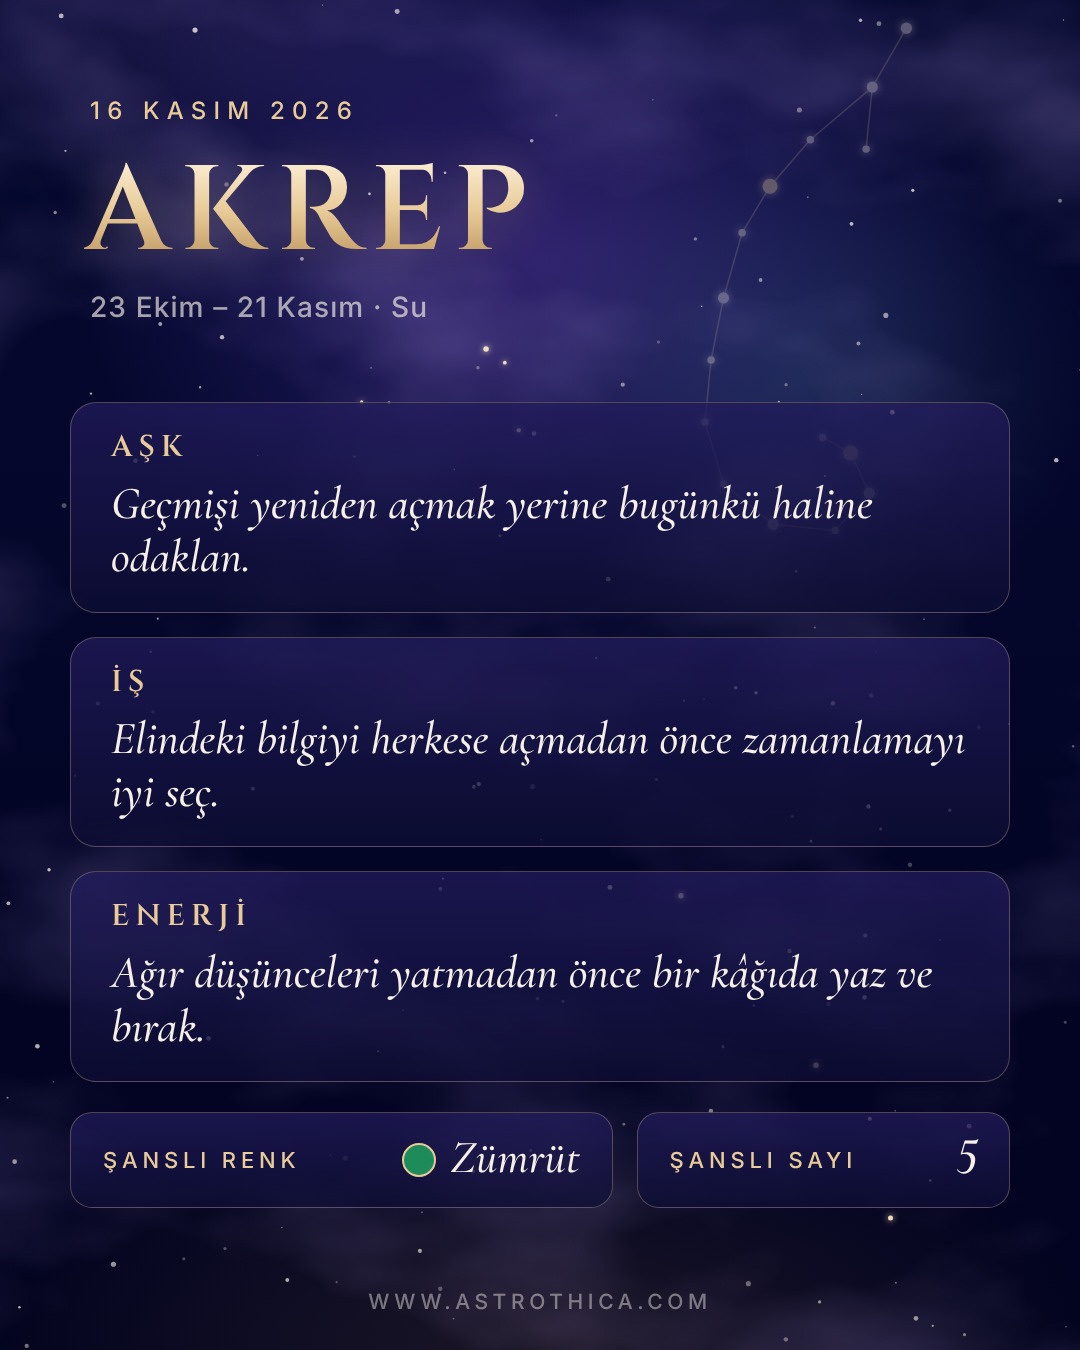 16 KASIM 2026
AKREP
23 Ekim – 21 Kasım · Su
AŞK
Geçmişi yeniden açmak yerine bugünkü haline
odaklan.
İŞ
Elindeki bilgiyi herkese açmadan önce zamanlamayı
iyi seç.
ENERJİ
Ağır düşünceleri yatmadan önce bir kâğıda yaz ve
bırak.
ŞANSLI RENK Zümrüt
ŞANSLI SAYI 5
WWW.ASTROTHICA.COM